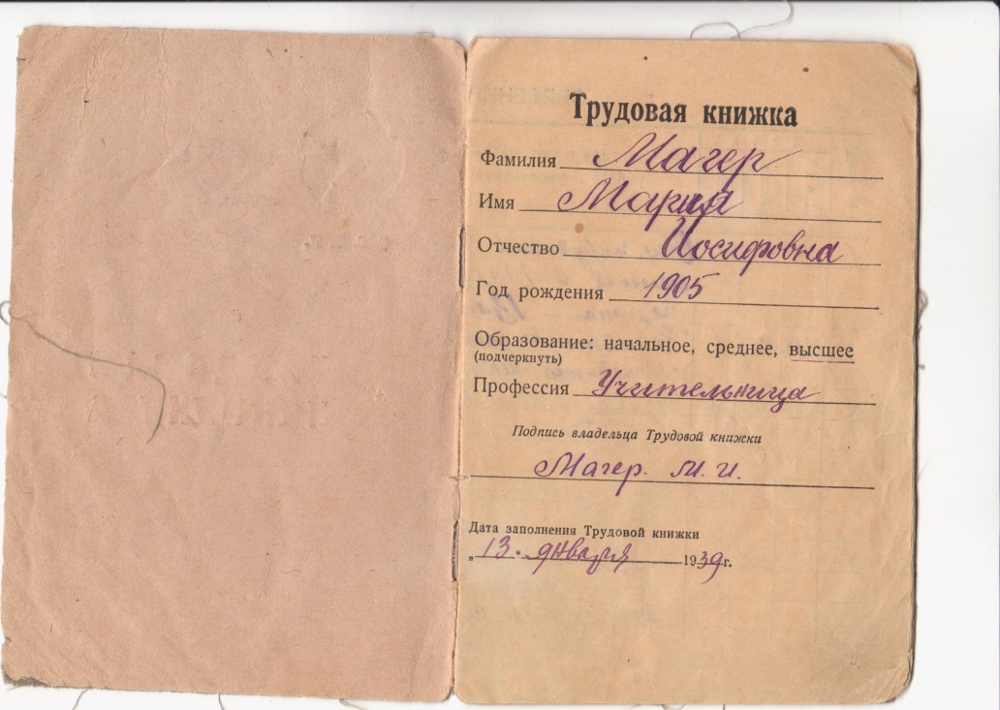 Трудовая книжка
Фамилия Магер
Имя Мария
Отчество Иосифовна
Год рождения 1905
Образование: начальное, среднее, высшее
(подчеркнуть)
Профессия Учительница
Подпись владельца Трудовой книжки
Магер. М. И.
Дата заполнения Трудовой книжки
„13" января 1939г.